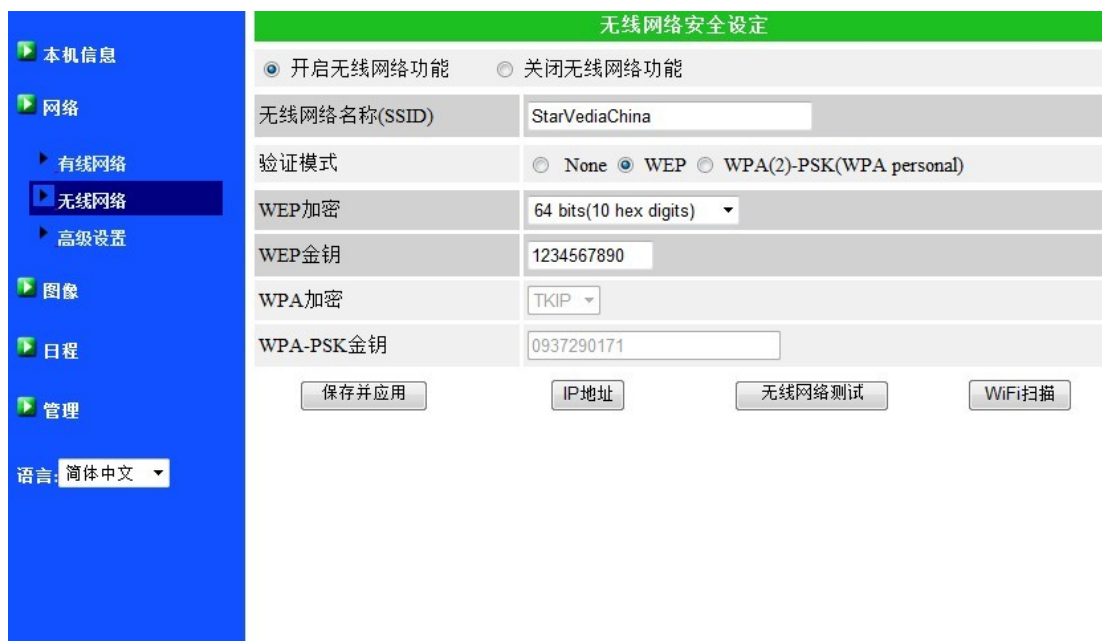 本机信息
网络
有线网络
无线网络
高级设置
图像
日程
管理
语言: 简体中文
无线网络安全设定
开启无线网络功能 关闭无线网络功能
无线网络名称(SSID) StarVediaChina
验证模式 None WEP WPA(2)-PSK(WPA personal)
WEP加密 64 bits(10 hex digits)
WEP金钥 1234567890
WPA加密 TKIP
WPA-PSK金钥 0937290171
保存并应用 IP地址 无线网络测试 WiFi扫描